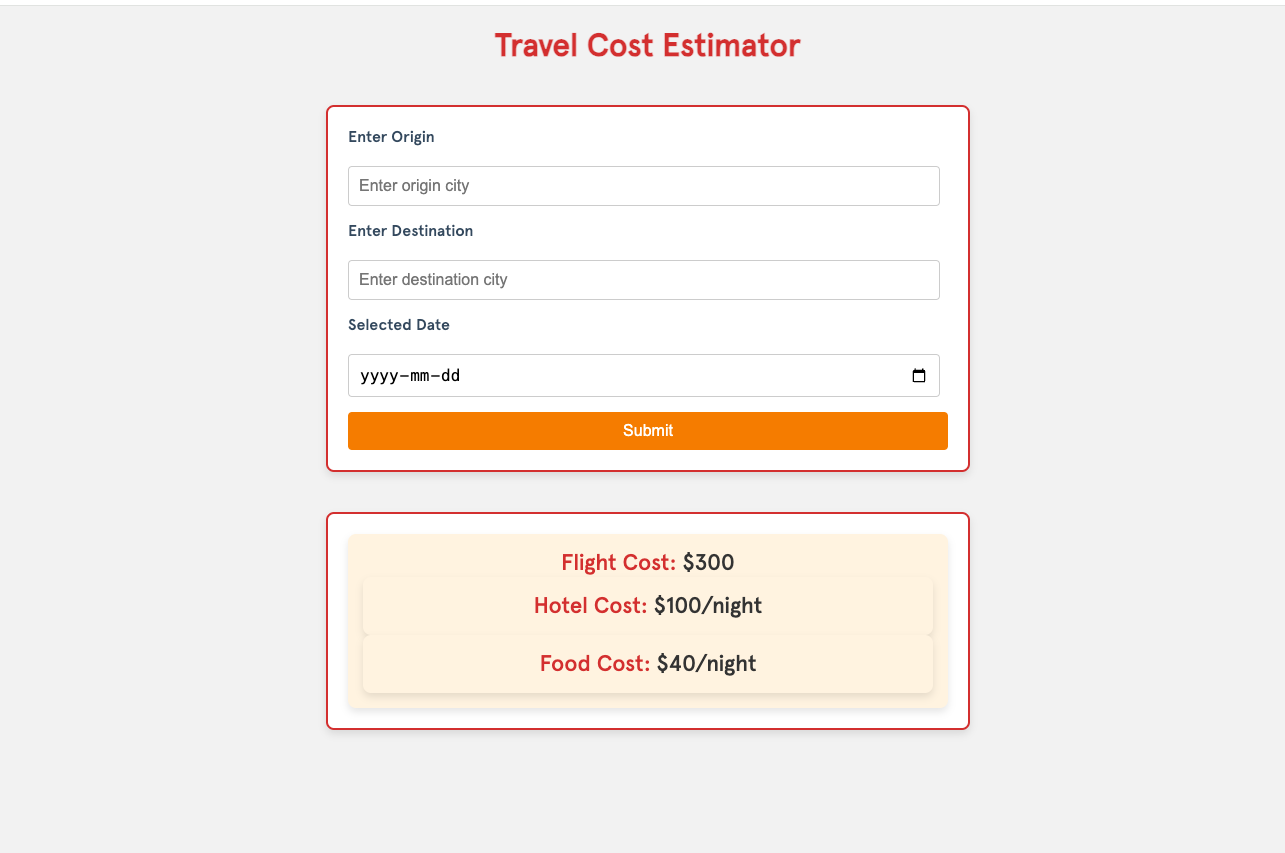 Travel Cost Estimator
Enter Origin
Enter origin city
Enter Destination
Enter destination city
Selected Date
yyyy-mm-dd
Submit
Flight Cost: $300
Hotel Cost: $100/night
Food Cost: $40/night